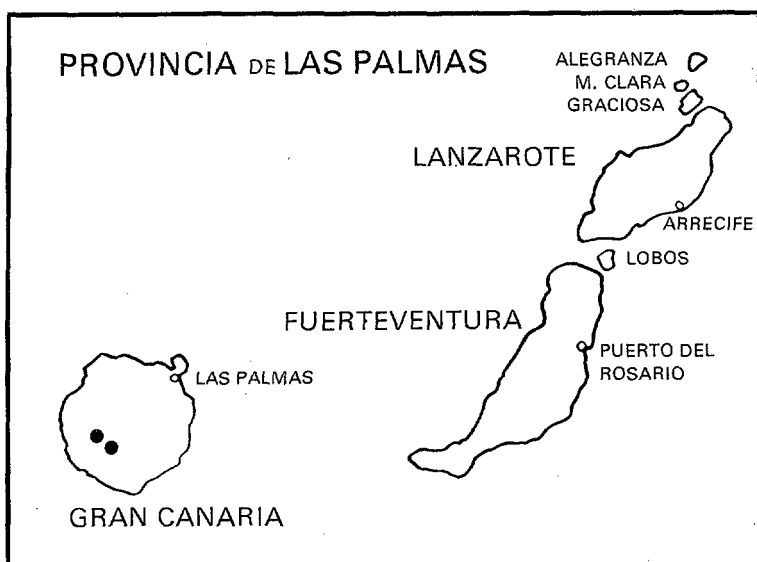 PROVINCIA DE LAS PALMAS
ALEGRANZA
M. CLARA
GRACIOSA
LANZAROTE
ARRECIFE
LOBOS
FUERTEVENTURA
PUERTO DEL
ROSARIO
LAS PALMAS
GRAN CANARIA